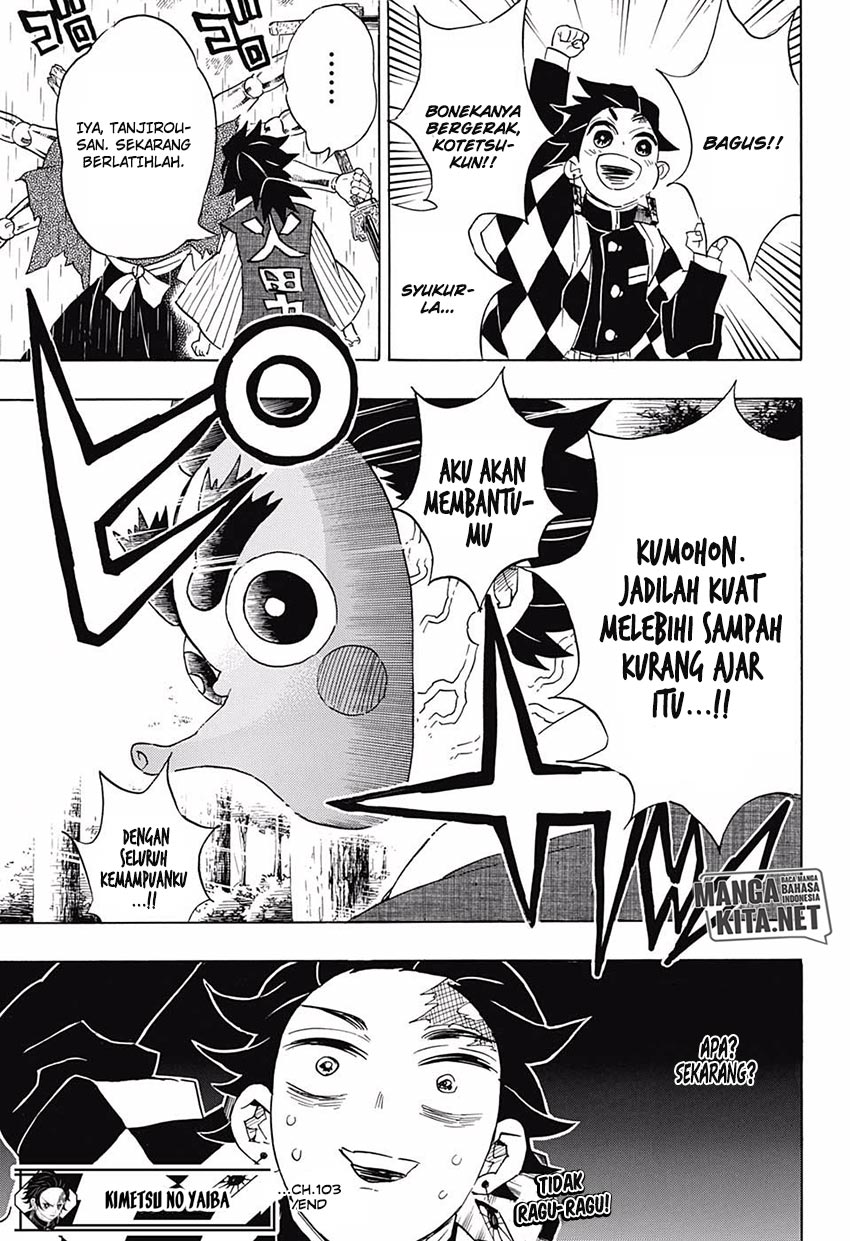 BAGUS!!
BONEKANYA
BERGERAK,
KOTETSU-
KUN!!
SYUKUR-
LA...
......
IYA, TANJIROU-
SAN. SEKARANG
BERLATIHLAH.
火男
KUMOHON.
JADILAH KUAT
MELEBIHI SAMPAH
KURANG AJAR
ITU...!!
AKU AKAN
MEMBANTU-
MU
DENGAN
SELURUH
KEMAMPUANKU
...!!
MANGA
KITA.NET
BACA MANGA
BAHASA
INDONESIA
APA?
SEKARANG?
TIDAK
RAGU-RAGU!
KIMETSU NO YAIBA
...CH.103
/END